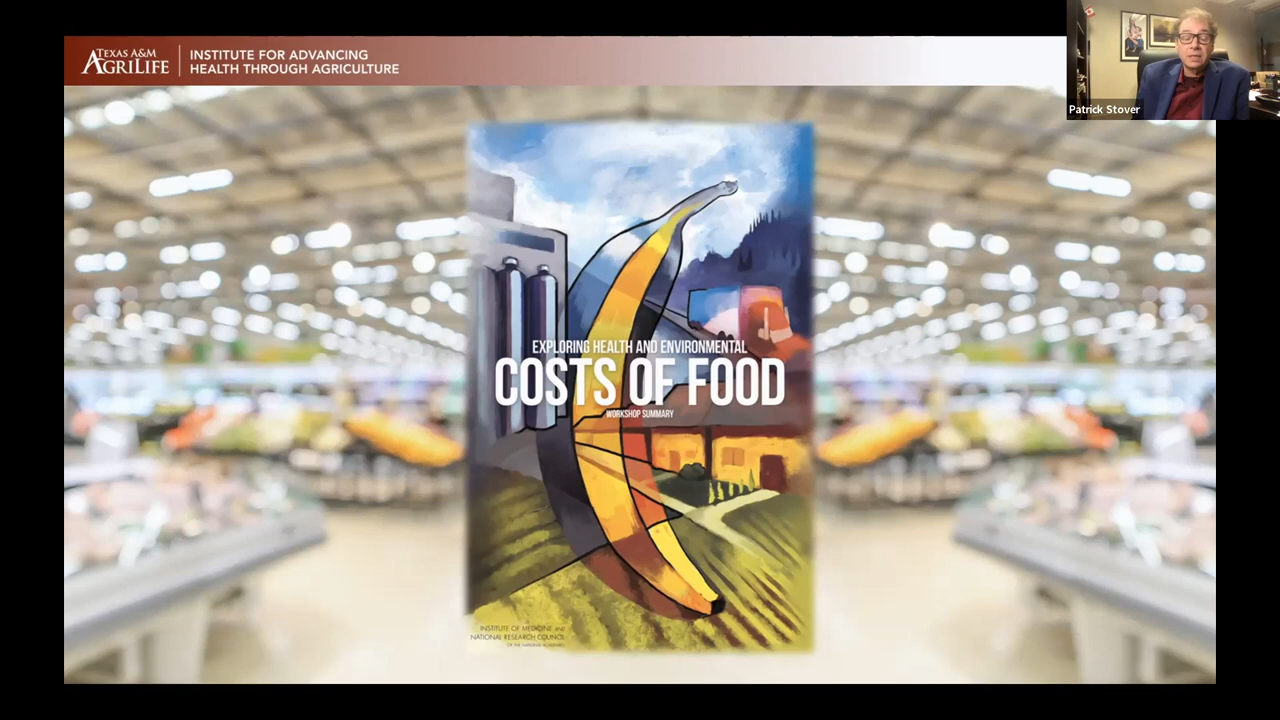 TEXAS A&M
AGRILIFE
INSTITUTE FOR ADVANCING
HEALTH THROUGH AGRICULTURE
Patrick Stover
EXPLORING HEALTH AND ENVIRONMENTAL
COSTS OF FOOD
WORKSHOP SUMMARY
INSTITUTE OF MEDICINE AND
NATIONAL RESEARCH COUNCIL
OF THE NATIONAL ACADEMIES